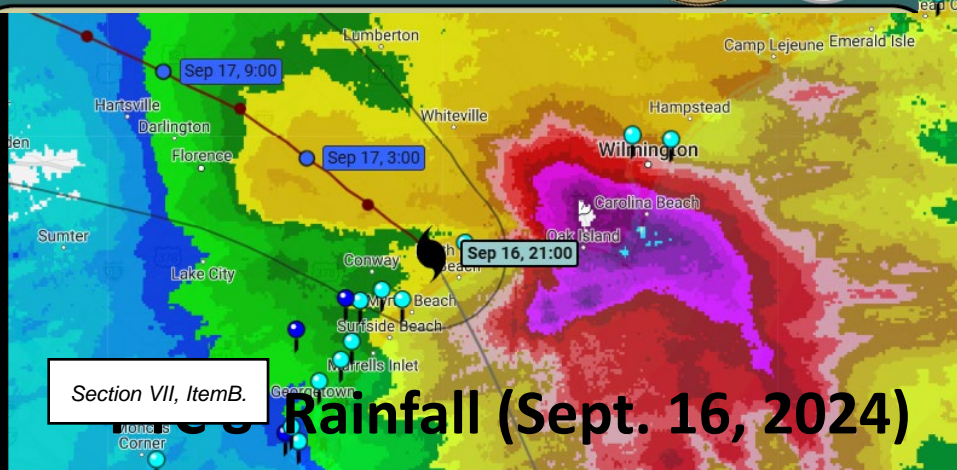 Lumberton
Camp Lejeune
Emerald Isle
Sep 17, 9:00
Hartsville
Hampstead
Darlington
Whiteville
Florence
Sep 17, 3:00
Wilmington
Carolina Beach
Sumter
Oak Island
Sep 16, 21:00
Conway
Beach
Lake City
Beach
Surfside Beach
Murrells Inlet
Section VII, ItemB.
Georgetown
Rainfall (Sept. 16, 2024)
Corner